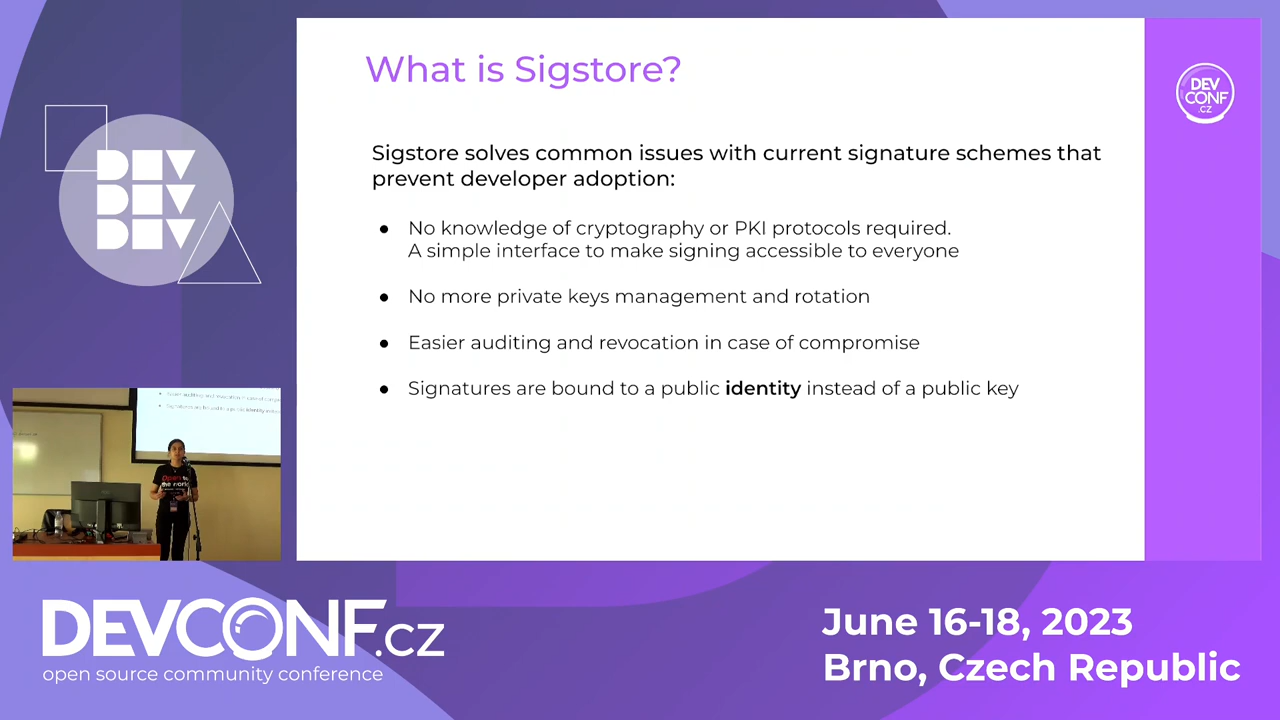 What is Sigstore?
DEV
CONF
.CZ
Sigstore solves common issues with current signature schemes that
prevent developer adoption:
● No knowledge of cryptography or PKI protocols required.
A simple interface to make signing accessible to everyone
● No more private keys management and rotation
● Easier auditing and revocation in case of compromise
● Signatures are bound to a public identity instead of a public key
DEV
DEV
DEV
Open
the world
DEVCONF.cz
open source community conference
June 16-18, 2023
Brno, Czech Republic